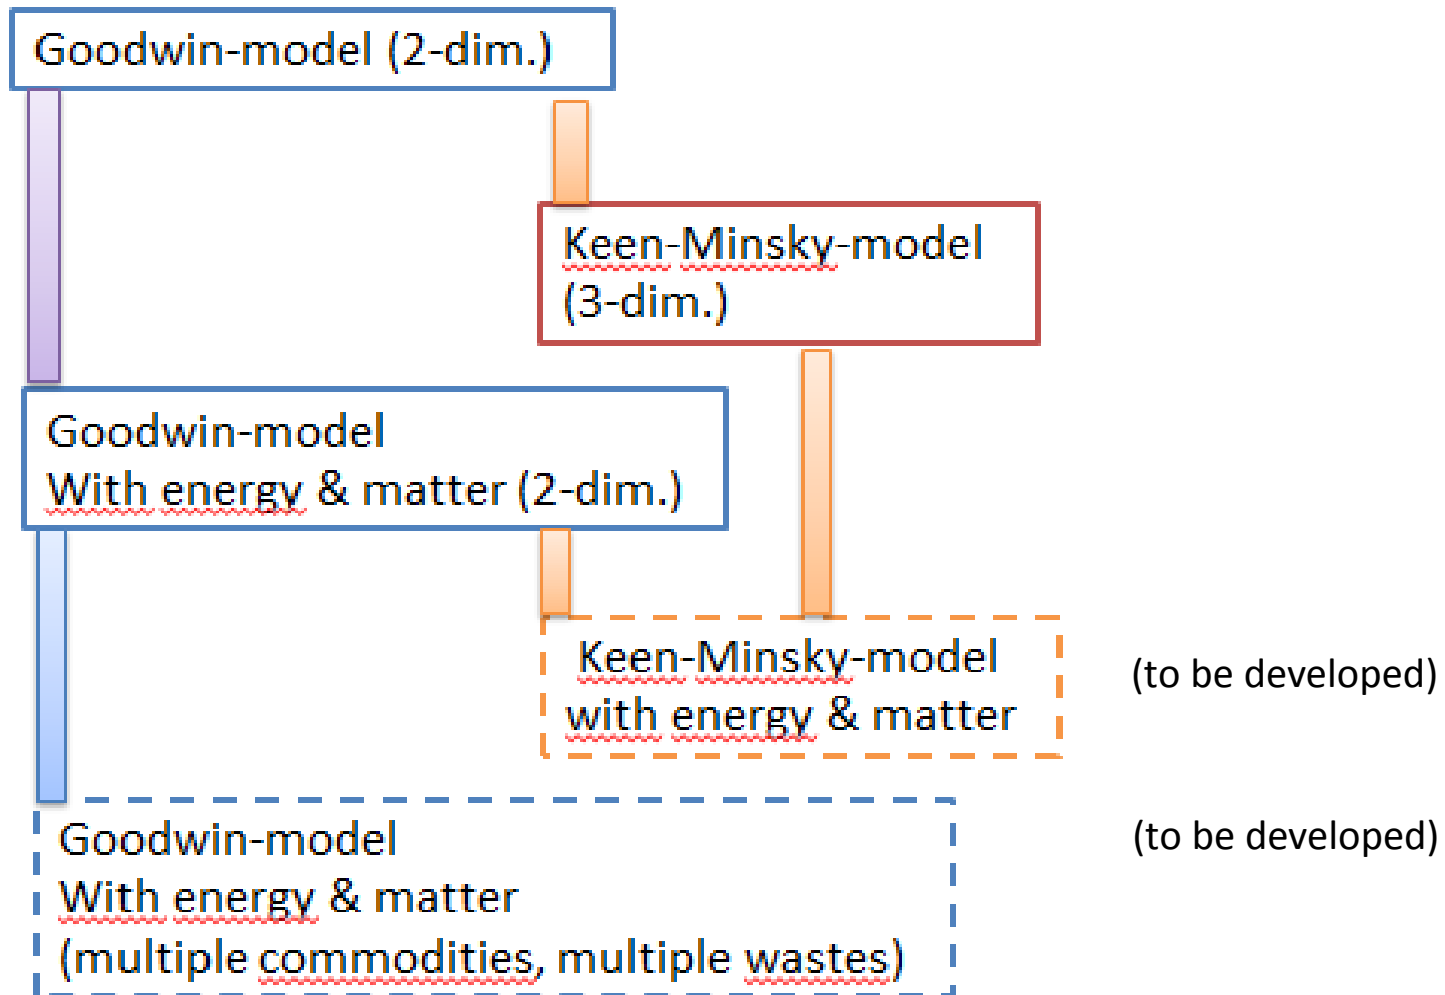 Goodwin-model (2-dim.)
Keen-Minsky-model
(3-dim.)
Goodwin-model
With energy & matter (2-dim.)
Keen-Minsky-model
with energy & matter
(to be developed)
Goodwin-model
With energy & matter
(multiple commodities, multiple wastes)
(to be developed)